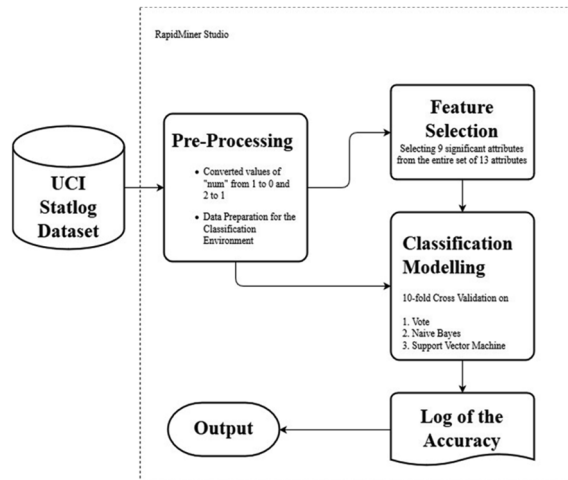 RapidMiner Studio
UCI
Statlog
Dataset
Pre-Processing
• Converted values of
"num" from 1 to 0 and
2 to 1
• Data Preparation for the
Classification
Environment
Feature
Selection
Selecting 9 significant attributes
from the entire set of 13 attributes
Classification
Modelling
10-fold Cross Validation on
1. Vote
2. Naive Bayes
3. Support Vector Machine
Log of the
Accuracy
Output